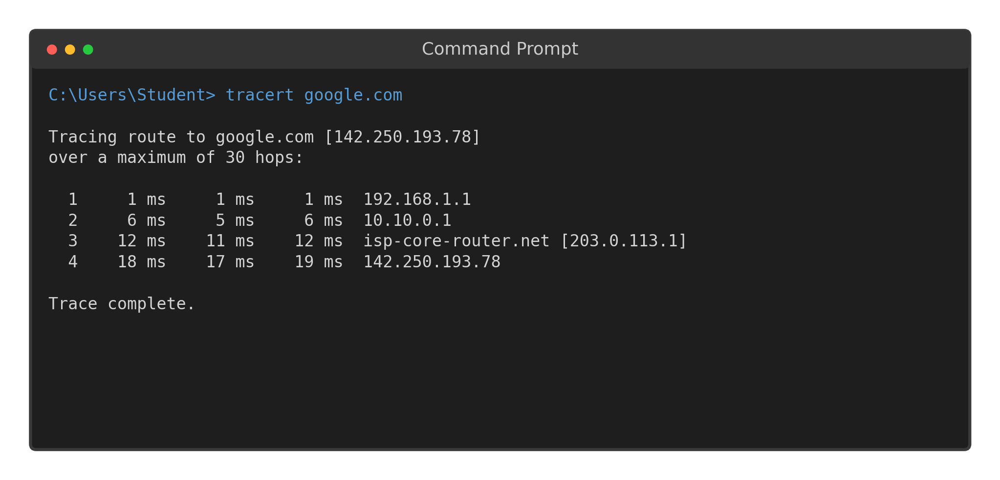 Command Prompt
C:\Users\Student> tracert google.com
Tracing route to google.com [142.250.193.78]
over a maximum of 30 hops:
  1     1 ms     1 ms     1 ms  192.168.1.1
  2     6 ms     5 ms     6 ms  10.10.0.1
  3    12 ms    11 ms    12 ms  isp-core-router.net [203.0.113.1]
  4    18 ms    17 ms    19 ms  142.250.193.78
Trace complete.